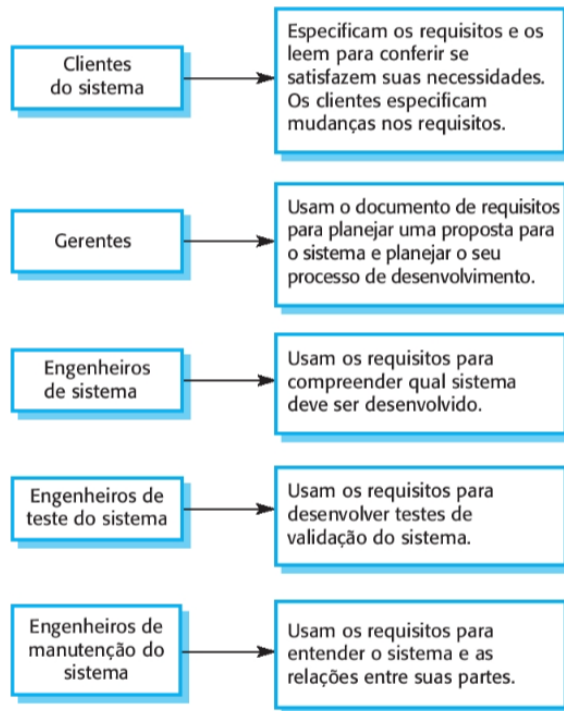 Clientes
do sistema
Especificam os requisitos e os
leem para conferir se
satisfazem suas necessidades.
Os clientes especificam
mudanças nos requisitos.
Gerentes
Usam o documento de requisitos
para planejar uma proposta para
o sistema e planejar o seu
processo de desenvolvimento.
Engenheiros
de sistema
Usam os requisitos para
compreender qual sistema
deve ser desenvolvido.
Engenheiros de
teste do sistema
Usam os requisitos para
desenvolver testes de
validação do sistema.
Engenheiros de
manutenção do
sistema
Usam os requisitos para
entender o sistema e as
relações entre suas partes.